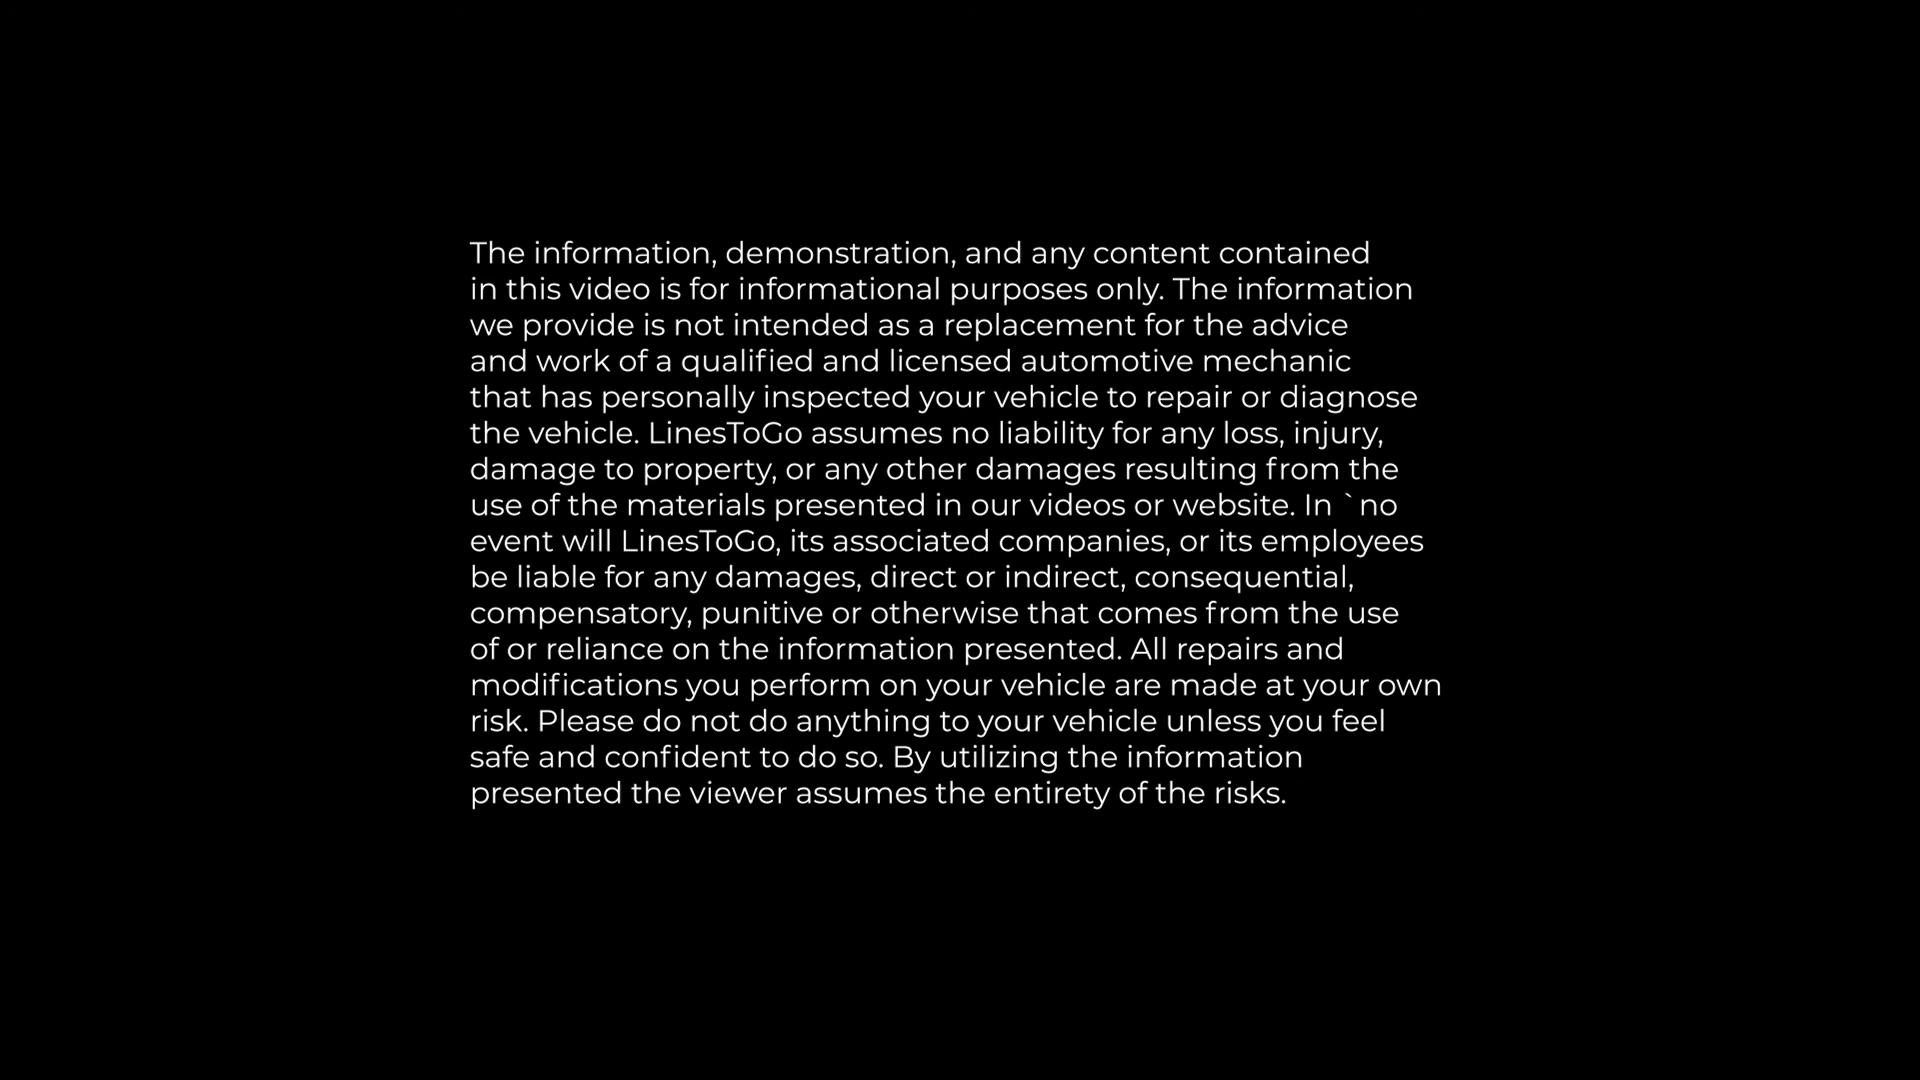 The information, demonstration, and any content contained
in this video is for informational purposes only. The information
we provide is not intended as a replacement for the advice
and work of a qualified and licensed automotive mechanic
that has personally inspected your vehicle to repair or diagnose
the vehicle. LinesToGo assumes no liability for any loss, injury,
damage to property, or any other damages resulting from the
use of the materials presented in our videos or website. In `no
event will LinesToGo, its associated companies, or its employees
be liable for any damages, direct or indirect, consequential,
compensatory, punitive or otherwise that comes from the use
of or reliance on the information presented. All repairs and
modifications you perform on your vehicle are made at your own
risk. Please do not do anything to your vehicle unless you feel
safe and confident to do so. By utilizing the information
presented the viewer assumes the entirety of the risks.